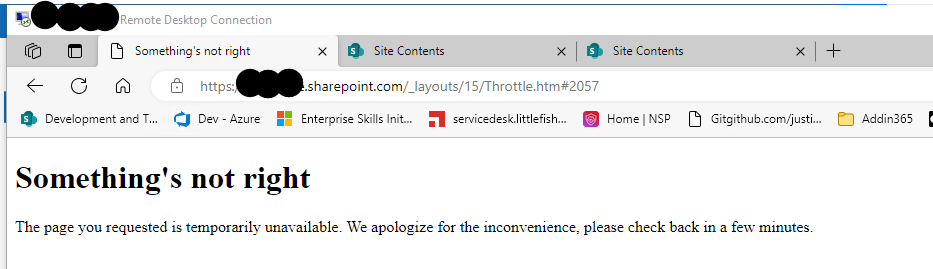 Remote Desktop Connection
Something's not right Site Contents Site Contents
https:/ e.sharepoint.com/_layouts/15/Throttle.htm#2057
Development and T... Dev - Azure Enterprise Skills Init... servicedesk.littlefish... Home | NSP Gitgithub.com/justi... Addin365
Something's not right
The page you requested is temporarily unavailable. We apologize for the inconvenience, please check back in a few minutes.